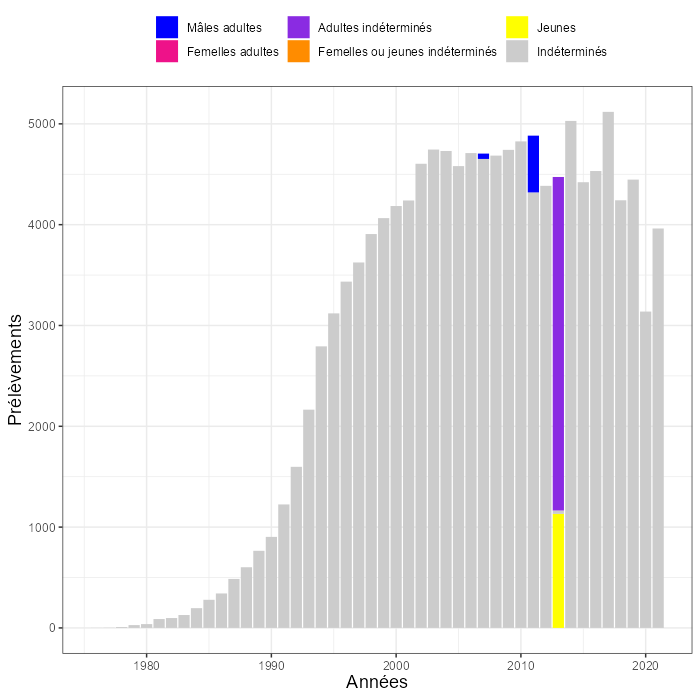 Mâles adultes Adultes indéterminés Jeunes
Femelles adultes Femelles ou jeunes indéterminés Indéterminés
5000
4000
3000
2000
1000
0
Prélèvements
1980 1990 2000 2010 2020
Années